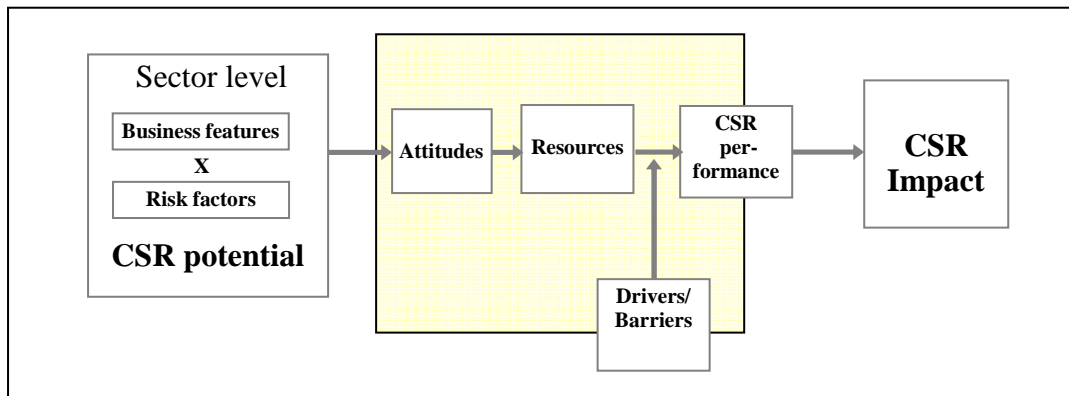 Sector level
Business features
X
Risk factors
CSR potential
Attitudes
Resources
CSR
per-
formance
Drivers/
Barriers
CSR
Impact